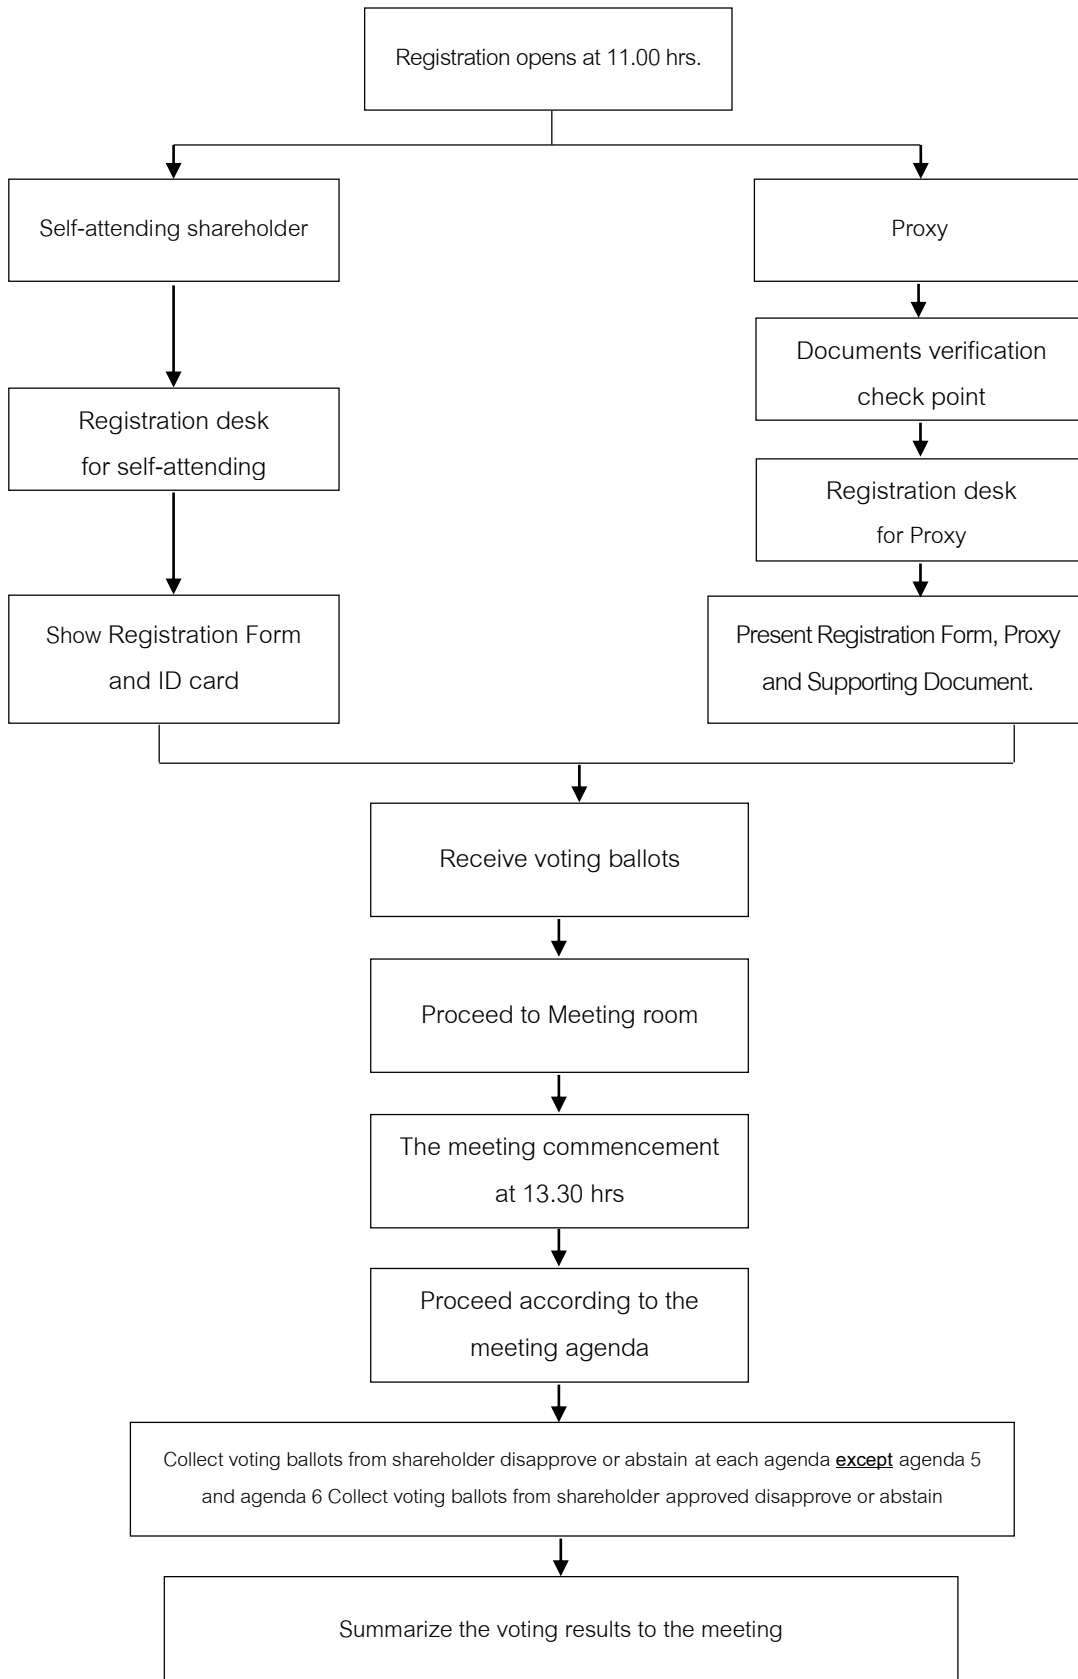 Registration opens at 11.00 hrs.
Self-attending shareholder
Proxy
Documents verification
check point
Registration desk
for self-attending
Registration desk
for Proxy
Show Registration Form
and ID card
Present Registration Form, Proxy
and Supporting Document.
Receive voting ballots
Proceed to Meeting room
The meeting commencement
at 13.30 hrs
Proceed according to the
meeting agenda
Collect voting ballots from shareholder disapprove or abstain at each agenda except agenda 5
and agenda 6 Collect voting ballots from shareholder approved disapprove or abstain
Summarize the voting results to the meeting